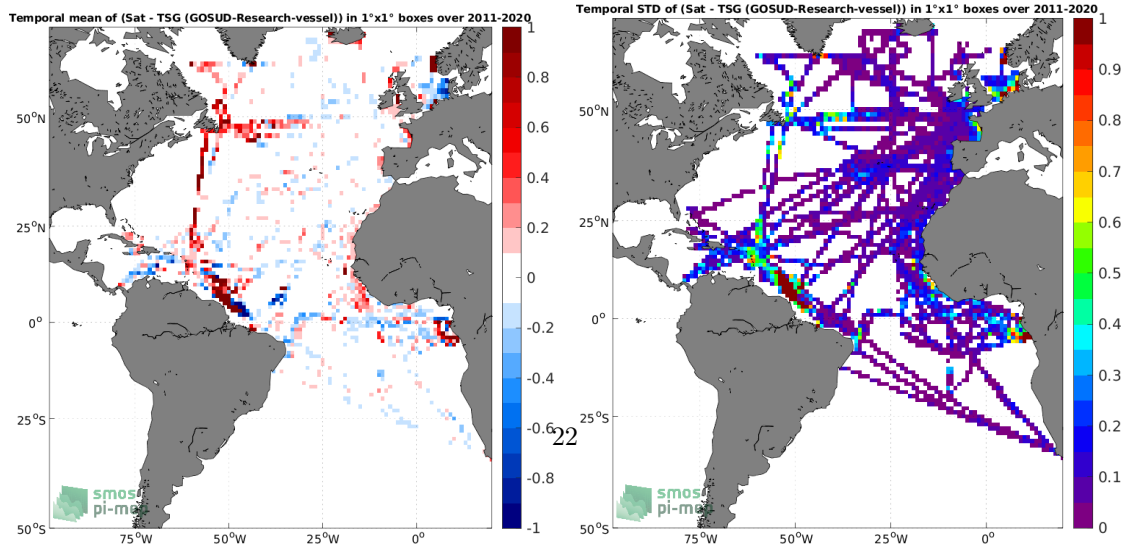 Temporal mean of (Sat - TSG (GOSUD-Research-vessel)) in 1°x1° boxes over 2011-2020
1
0.8
0.6
0.4
0.2
0
-0.2
-0.4
-0.6
-0.8
-1
50°N
25°N
0°
25°S
50°S
75°W
50°W
25°W
0°
smos
pi-mep
22
Temporal STD of (Sat - TSG (GOSUD-Research-vessel)) in 1°x1° boxes over 2011-2020
1
0.9
0.8
0.7
0.6
0.5
0.4
0.3
0.2
0.1
0
50°N
25°N
0°
25°S
50°S
75°W
50°W
25°W
0°
smos
pi-mep